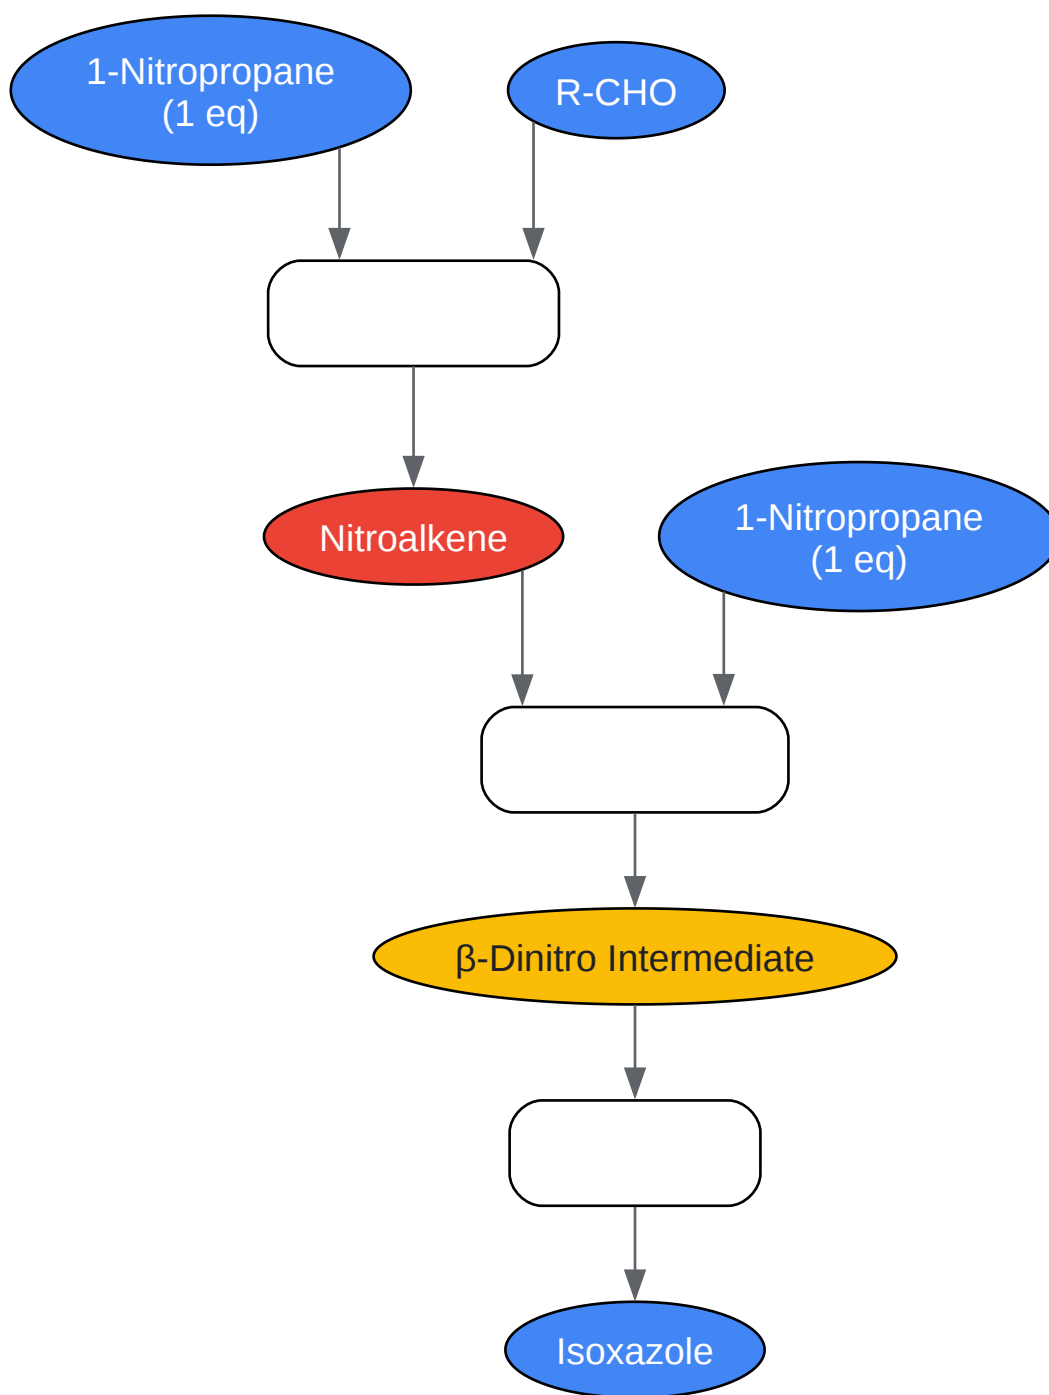 1-Nitropropane
(1 eq)
R-CHO
Nitroalkene
1-Nitropropane
(1 eq)
β-Dinitro Intermediate
Isoxazole